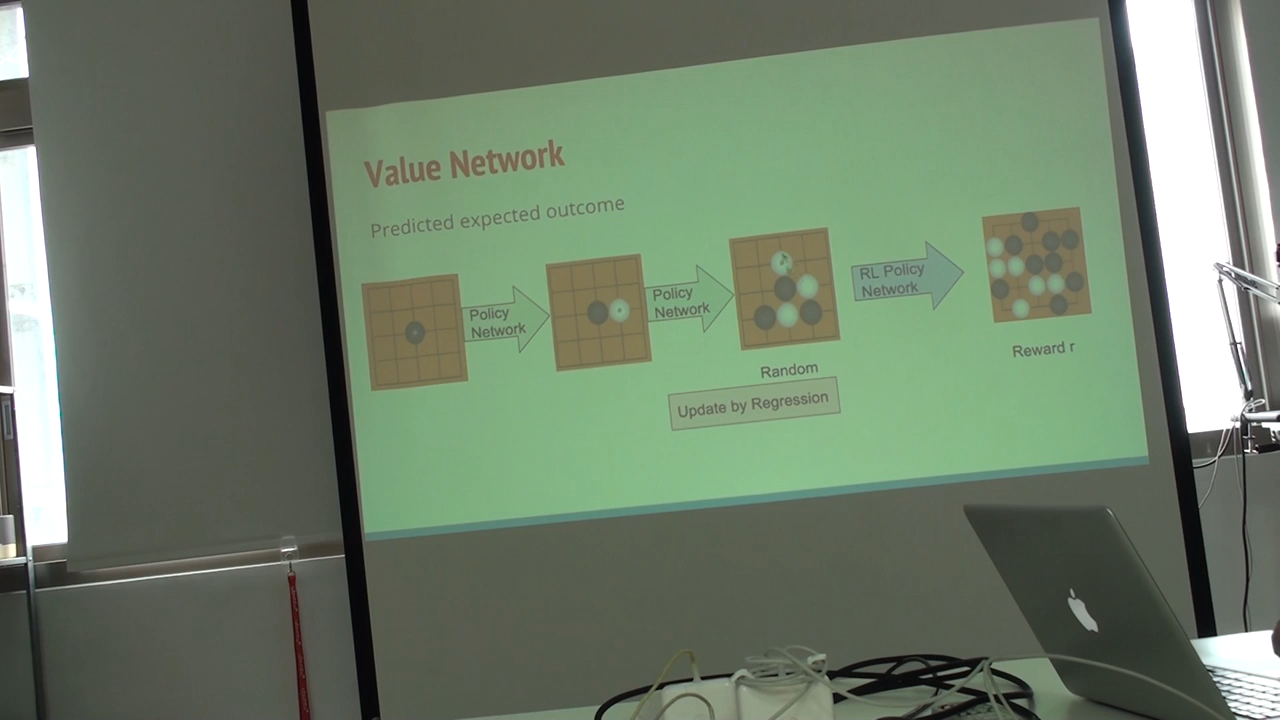 Value Network
Predicted expected outcome
Policy
Network
Policy
Network
RL Policy
Network
Random
Reward r
Update by Regression